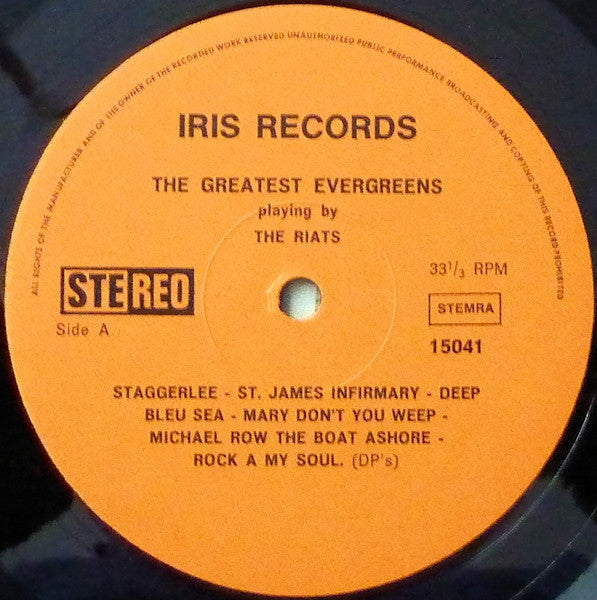 ALL RIGHTS OF THE MANUFACTURER AND OF THE OWNER OF THE RECORDED WORK RESERVED UNAUTHORIZED PUBLIC PERFORMANCE BROADCASTING AND COPYING OF THIS RECORD PROHIBITED
IRIS RECORDS
THE GREATEST EVERGREENS
playing by
THE RIATS
STEREO
33 1/3 RPM
STEMRA
Side A
15041
STAGGERLEE - ST. JAMES INFIRMARY - DEEP
BLEU SEA - MARY DON'T YOU WEEP -
MICHAEL ROW THE BOAT ASHORE -
ROCK A MY SOUL. (DP's)